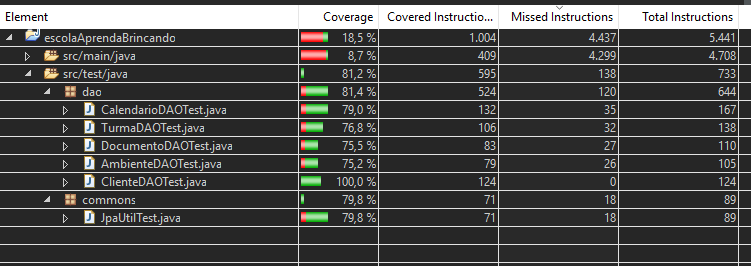 Element Coverage Covered Instructio... Missed Instructions Total Instructions
escolaAprendaBrincando 18,5 % 1.004 4.437 5.441
src/main/java 8,7 % 409 4.299 4.708
src/test/java 81,2 % 595 138 733
dao 81,4 % 524 120 644
CalendarioDAOTest.java 79,0 % 132 35 167
TurmaDAOTest.java 76,8 % 106 32 138
DocumentoDAOTest.java 75,5 % 83 27 110
AmbienteDAOTest.java 75,2 % 79 26 105
ClienteDAOTest.java 100,0 % 124 0 124
commons 79,8 % 71 18 89
JpaUtilTest.java 79,8 % 71 18 89